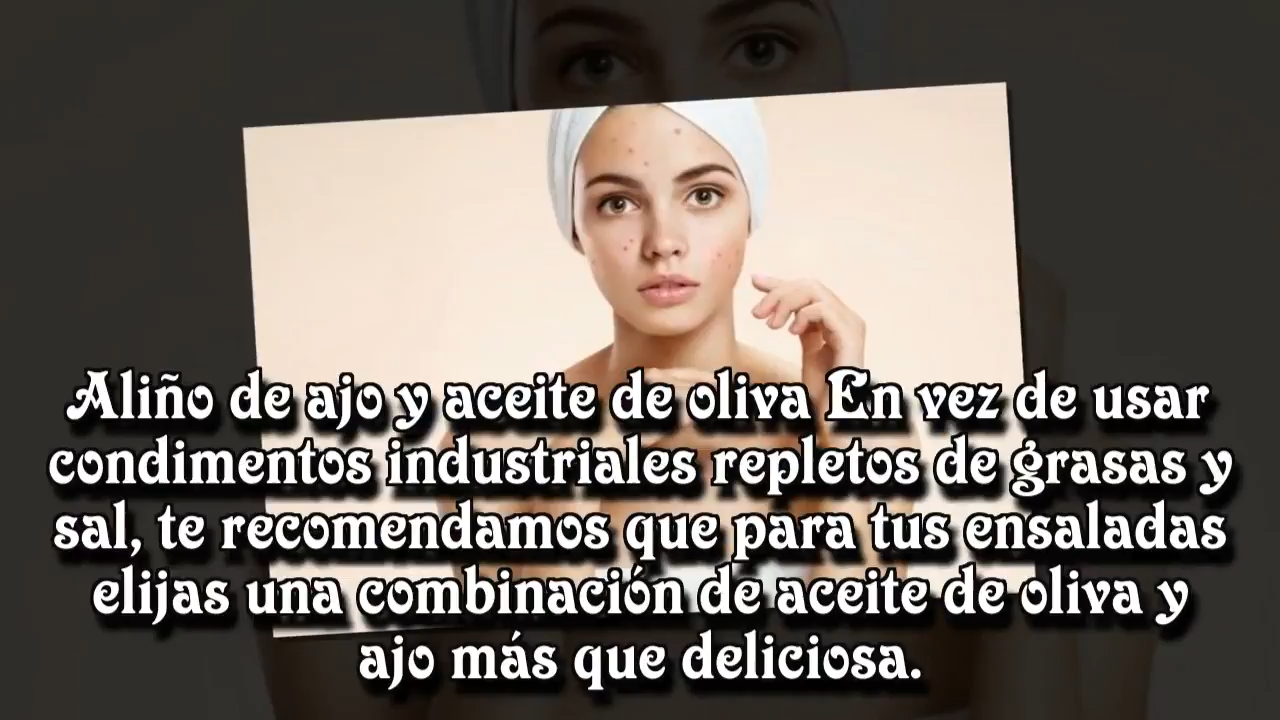 Aliño de ajo y aceite de oliva En vez de usar
condimentos industriales repletos de grasas y
sal, te recomendamos que para tus ensaladas
elijas una combinación de aceite de oliva y
ajo más que deliciosa.